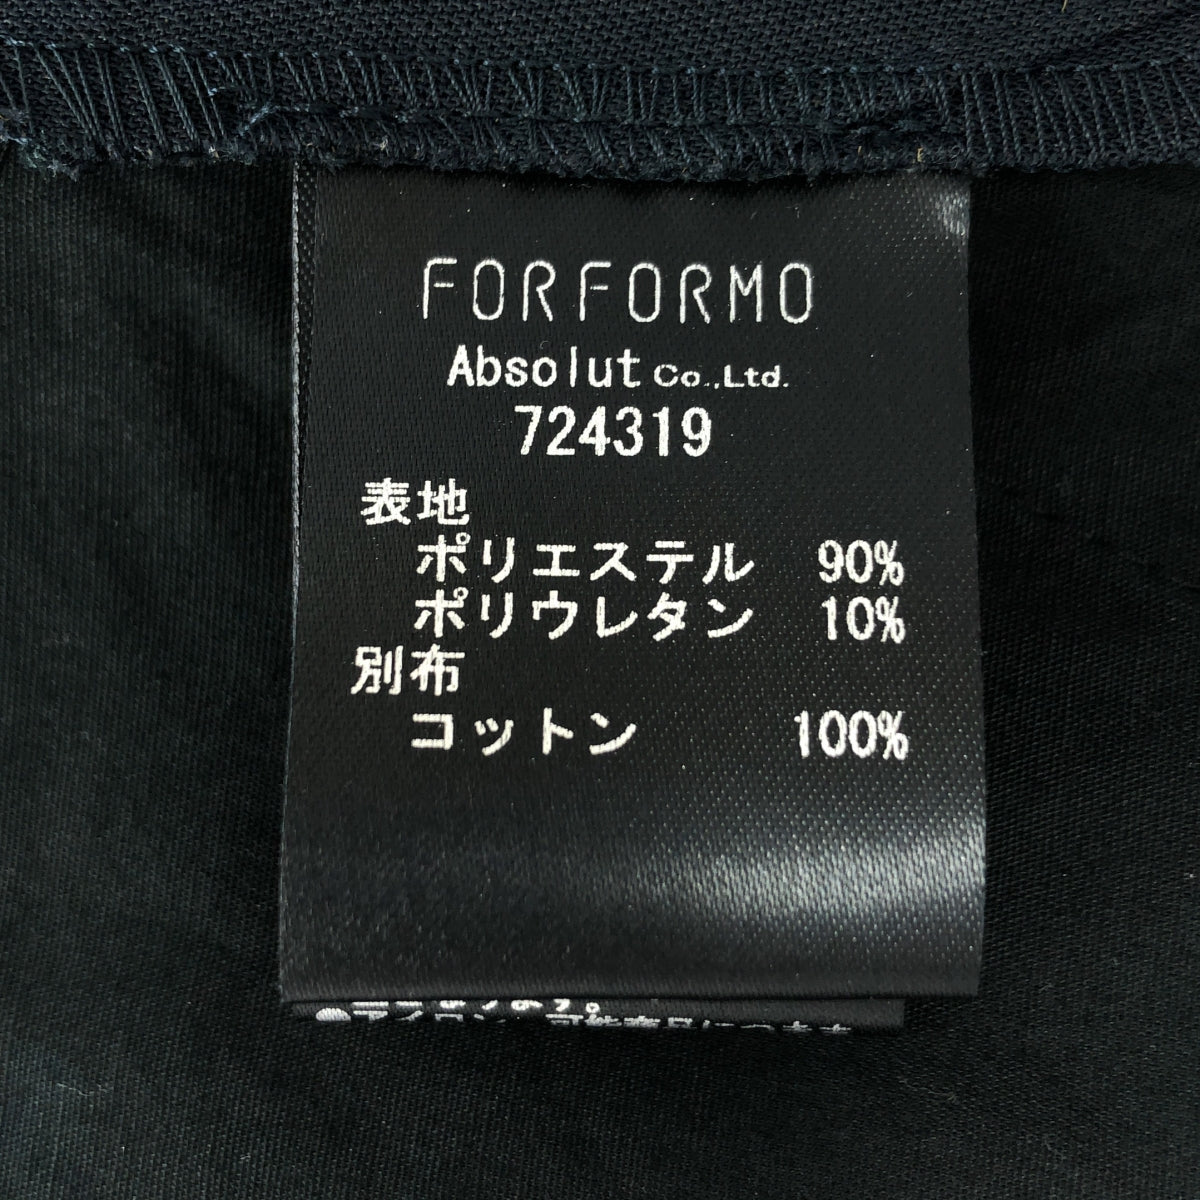 FORFORMO
Absolut Co.,Ltd.
724319
表地
ポリエステル 90%
ポリウレタン 10%
別布
コットン 100%